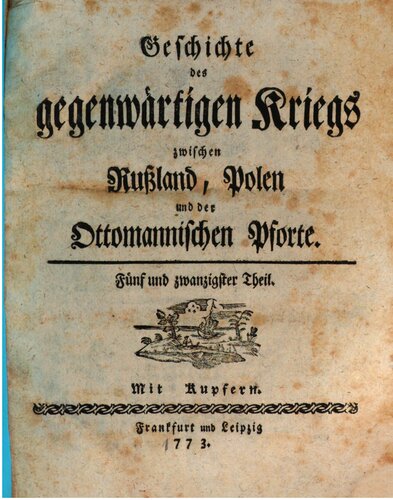 Geschichte
des
gegenwärtigen Kriegs
zwischen
Rußland, Polen
und der
Ottomannischen Pforte.
Fünf und zwanzigster Theil.
Mit Kupfern.
Frankfurt und Leipzig
1773.